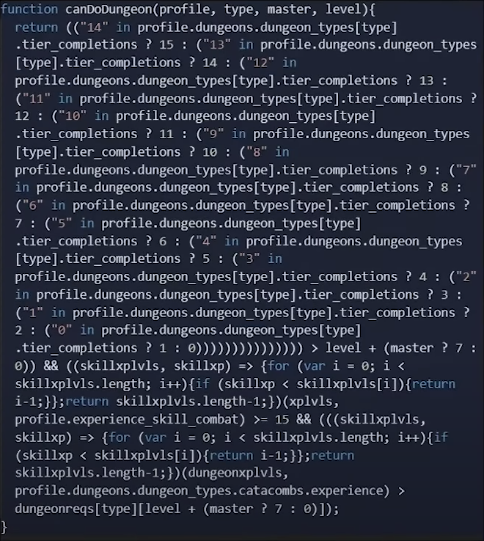 function canDoDungeon(profile, type, master, level){
return (("14" in profile.dungeons.dungeon_types[type]
.tier_completions ? 15 : ("13" in profile.dungeons.dungeon_types
[type].tier_completions ? 14 : ("12" in
profile.dungeons.dungeon_types[type].tier_completions ? 13 :
("11" in profile.dungeons.dungeon_types[type].tier_completions ?
12 : ("10" in profile.dungeons.dungeon_types[type]
.tier_completions ? 11 : ("9" in profile.dungeons.dungeon_types
[type].tier_completions ? 10 : ("8" in
profile.dungeons.dungeon_types[type].tier_completions ? 9 : ("7"
in profile.dungeons.dungeon_types[type].tier_completions ? 8 :
("6" in profile.dungeons.dungeon_types[type].tier_completions ?
7 : ("5" in profile.dungeons.dungeon_types[type]
.tier_completions ? 6 : ("4" in profile.dungeons.dungeon_types
[type].tier_completions ? 5 : ("3" in
profile.dungeons.dungeon_types[type].tier_completions ? 4 : ("2"
in profile.dungeons.dungeon_types[type].tier_completions ? 3 :
("1" in profile.dungeons.dungeon_types[type].tier_completions ?
2 : ("0" in profile.dungeons.dungeon_types[type]
.tier_completions ? 1 : 0))))))))))))))) > level + (master ? 7 :
0)) && ((skillxplvls, skillxp) => {for (var i = 0; i <
skillxplvls.length; i++){if (skillxp < skillxplvls[i]){return
i-1;}};return skillxplvls.length-1;})(xplvls,
profile.experience_skill_combat) >= 15 && (((skillxplvls,
skillxp) => {for (var i = 0; i < skillxplvls.length; i++){if
(skillxp < skillxplvls[i]){return i-1;}};return
skillxplvls.length-1;})(dungeonxplvls,
profile.dungeons.dungeon_types.catacombs.experience) >
dungeonreqs[type][level + (master ? 7 : 0)]);
}